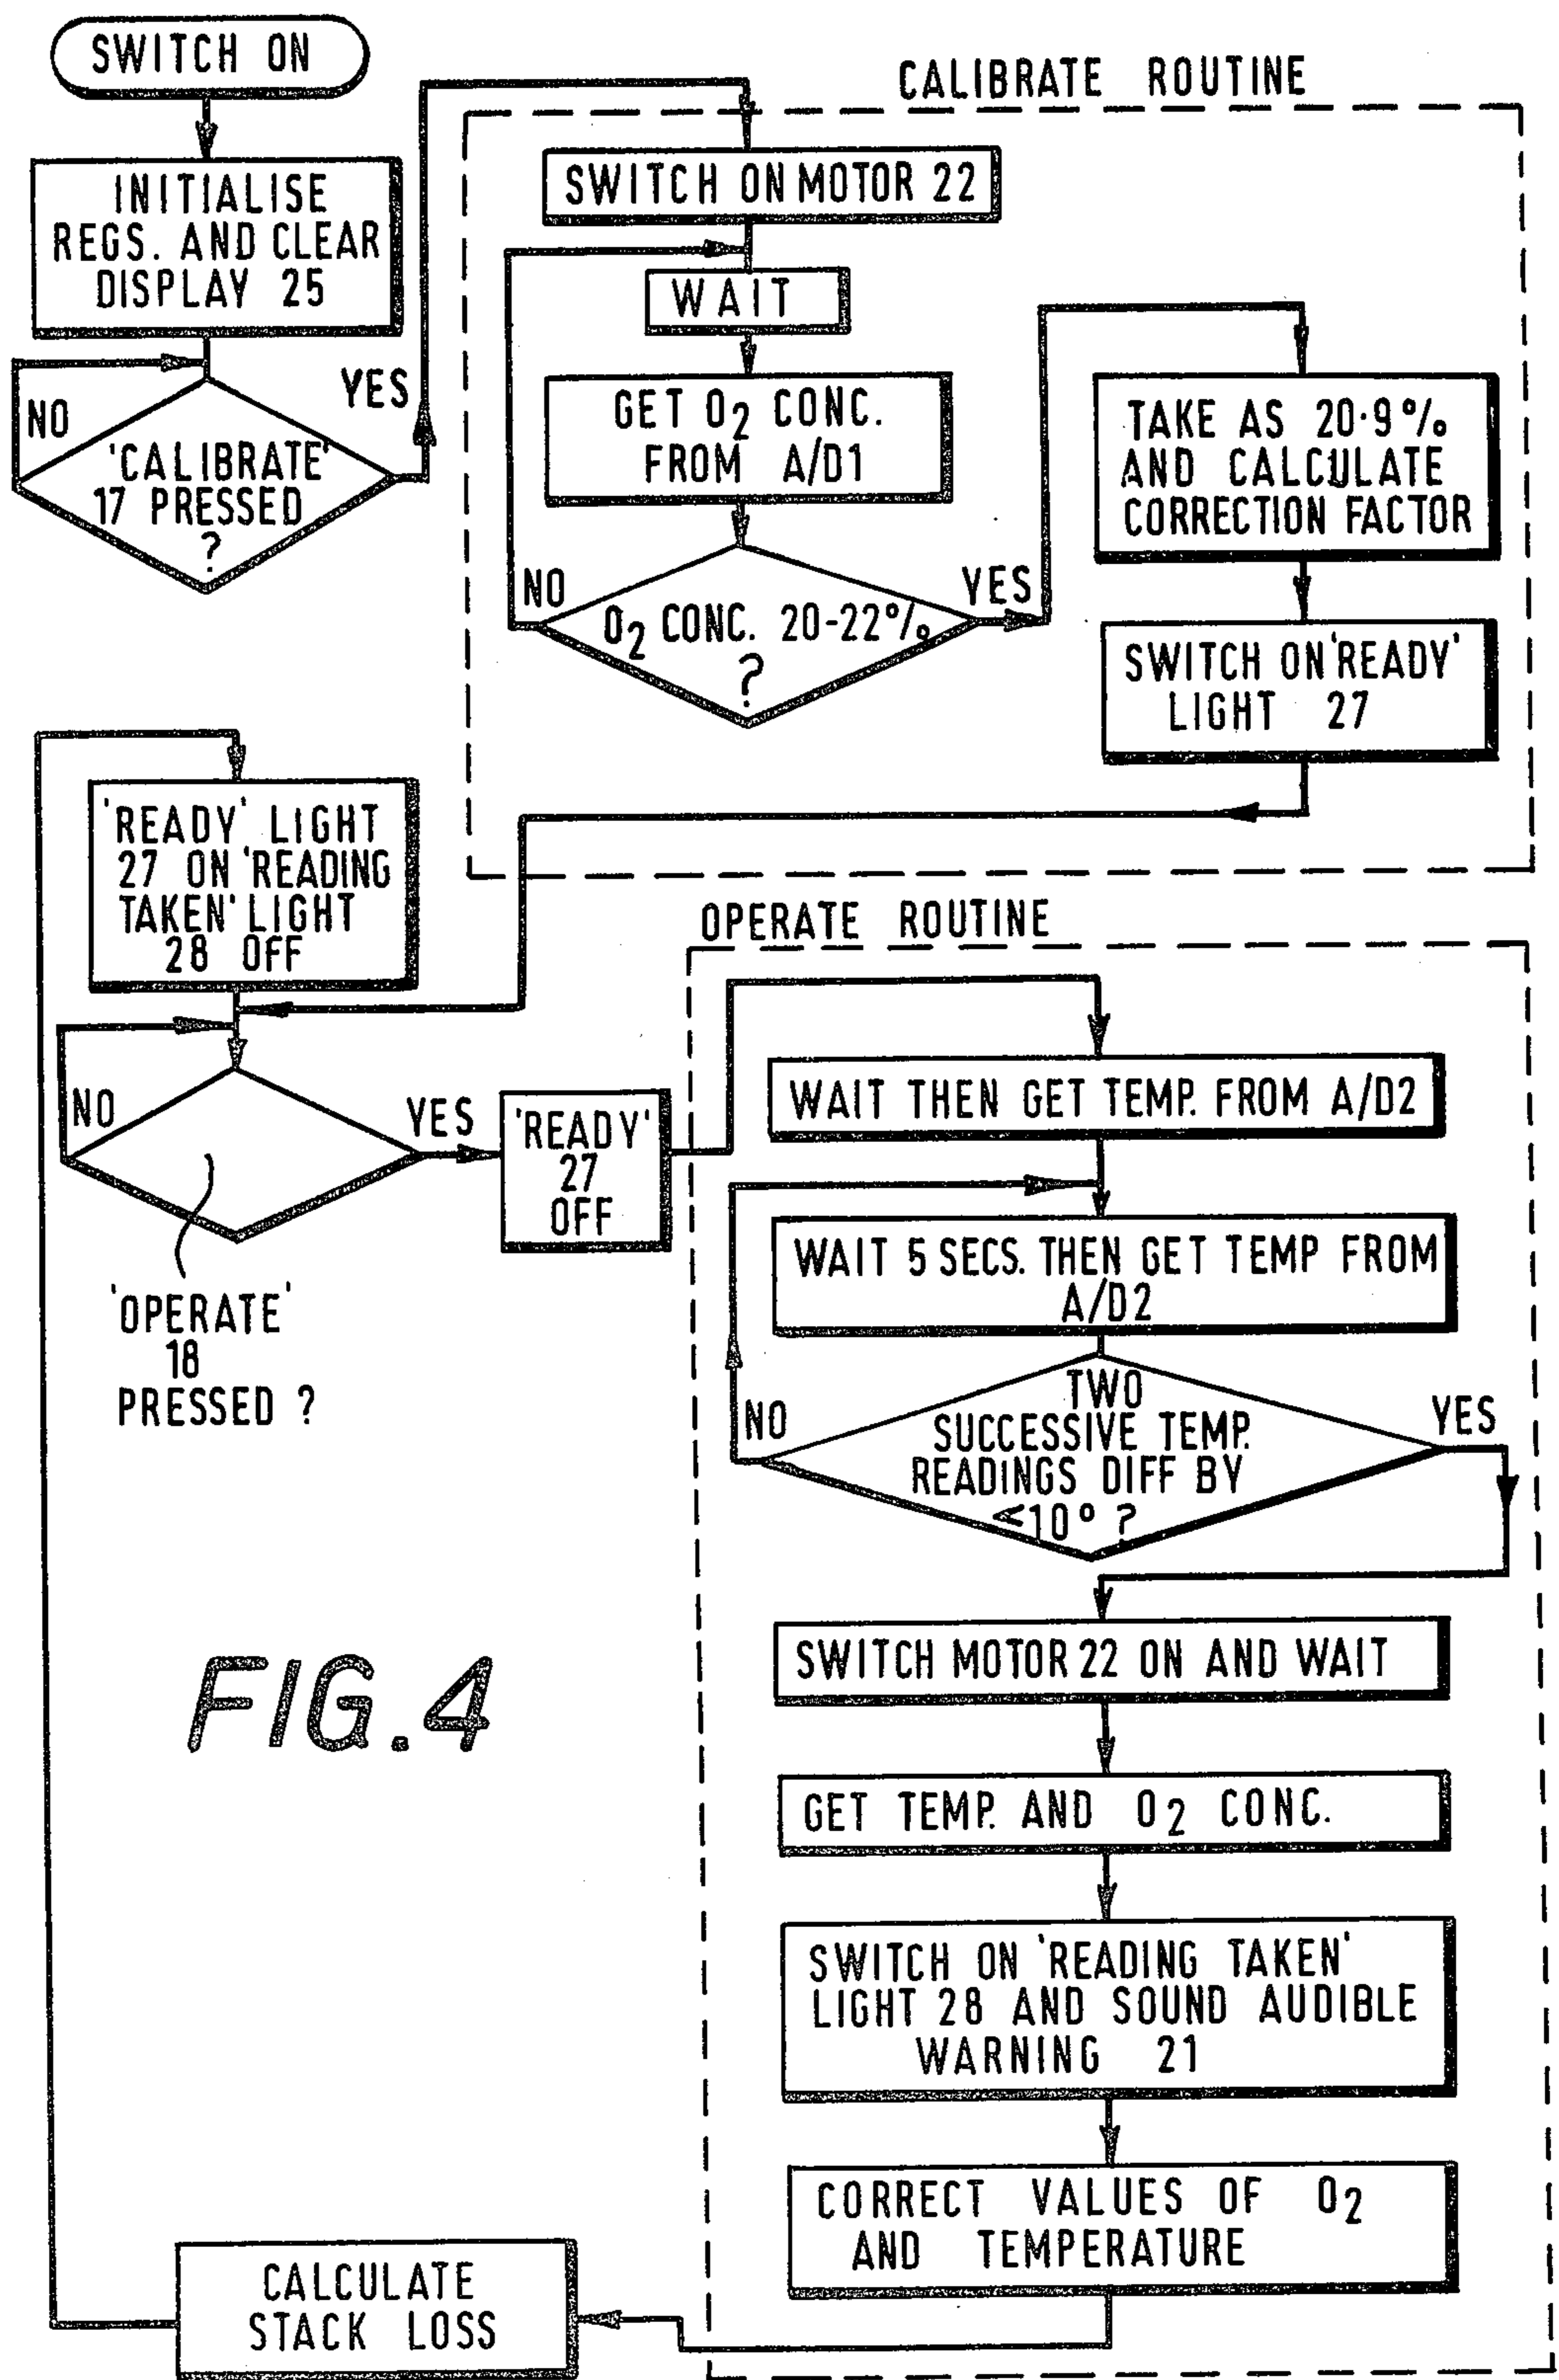 SWITCH ON
INITIALISE
REGS. AND CLEAR
DISPLAY 25
NO
YES
'CALIBRATE'
17 PRESSED
?
CALIBRATE ROUTINE
SWITCH ON MOTOR 22
WAIT
GET O2 CONC.
FROM A/D1
NO
YES
O2 CONC. 20-22%
?
TAKE AS 20·9%
AND CALCULATE
CORRECTION FACTOR
SWITCH ON 'READY'
LIGHT 27
'READY' LIGHT
27 ON 'READING
TAKEN' LIGHT
28 OFF
NO
YES
'OPERATE'
18
PRESSED ?
'READY'
27
OFF
OPERATE ROUTINE
WAIT THEN GET TEMP. FROM A/D2
WAIT 5 SECS. THEN GET TEMP FROM
A/D2
NO
YES
TWO
SUCCESSIVE TEMP.
READINGS DIFF BY
<10° ?
SWITCH MOTOR 22 ON AND WAIT
GET TEMP. AND O2 CONC.
SWITCH ON 'READING TAKEN'
LIGHT 28 AND SOUND AUDIBLE
WARNING 21
CORRECT VALUES OF O2
AND TEMPERATURE
CALCULATE
STACK LOSS
FIG.4